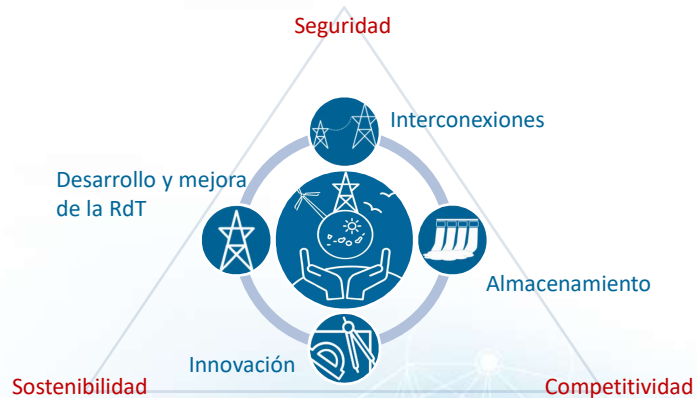 Seguridad
Interconexiones
Desarrollo y mejora
de la RdT
Almacenamiento
Innovación
Sostenibilidad
Competitividad